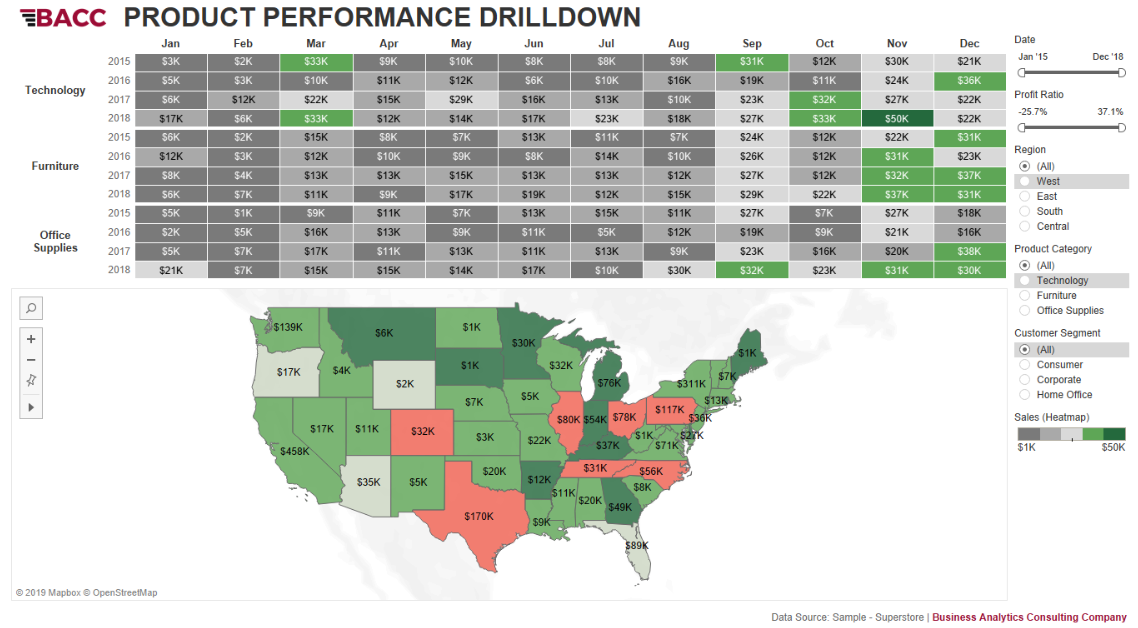 BACC PRODUCT PERFORMANCE DRILLDOWN
Jan Feb Mar Apr May Jun Jul Aug Sep Oct Nov Dec
Technology
2015 $3K $2K $33K $9K $10K $8K $8K $9K $31K $12K $30K $21K
2016 $5K $3K $10K $11K $12K $6K $10K $16K $19K $11K $24K $36K
2017 $6K $12K $22K $15K $29K $16K $13K $10K $23K $32K $27K $22K
2018 $17K $6K $33K $12K $14K $17K $23K $18K $27K $33K $50K $22K
Furniture
2015 $6K $2K $15K $8K $7K $13K $11K $7K $24K $12K $22K $31K
2016 $12K $3K $12K $10K $9K $8K $14K $10K $26K $12K $31K $23K
2017 $8K $4K $13K $13K $15K $13K $12K $12K $27K $12K $32K $37K
2018 $6K $7K $11K $9K $17K $19K $12K $15K $29K $22K $37K $31K
Office
Supplies
2015 $5K $1K $9K $11K $7K $13K $15K $11K $27K $7K $27K $18K
2016 $2K $5K $16K $13K $9K $11K $5K $12K $19K $9K $21K $16K
2017 $5K $7K $17K $11K $13K $11K $13K $9K $23K $16K $20K $38K
2018 $21K $7K $15K $15K $14K $17K $10K $30K $32K $23K $31K $30K
Date
Jan '15 Dec '18
Profit Ratio
-25.7% 37.1%
Region
(All)
West
East
South
Central
Product Category
(All)
Technology
Furniture
Office Supplies
Customer Segment
(All)
Consumer
Corporate
Home Office
Sales (Heatmap)
$1K $50K
$139K $6K $1K $30K $1K
$17K $4K $1K $32K $76K $311K $7K
$2K $5K $13K
$7K $117K $36K
$17K $11K $32K $3K $22K $80K $54K $78K $1K $27K
$458K $37K $71K
$35K $5K $20K $12K $31K $56K
$170K $9K $11K $20K $49K $8K
$89K
© 2019 Mapbox © OpenStreetMap
Data Source: Sample - Superstore | Business Analytics Consulting Company